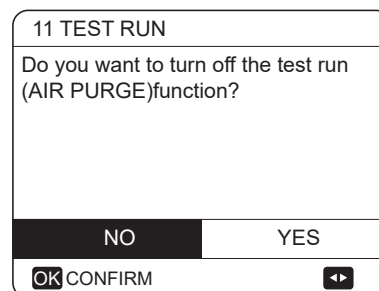 11 TEST RUN
Do you want to turn off the test run
(AIR PURGE)function?
NO YES
OK CONFIRM